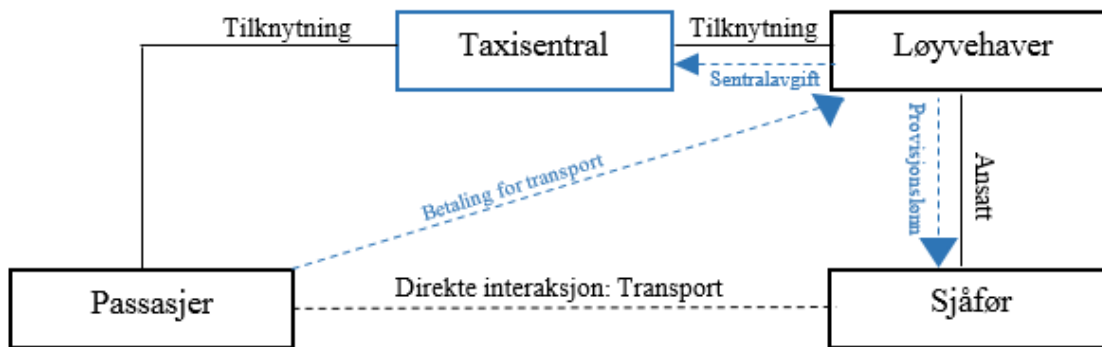 Tilknytning
Taxisentral
Tilknytning
Løyvehaver
Sentralavgift
Provisjonslønn
Ansatt
Betaling for transport
Passasjer
Direkte interaksjon: Transport
Sjåfør